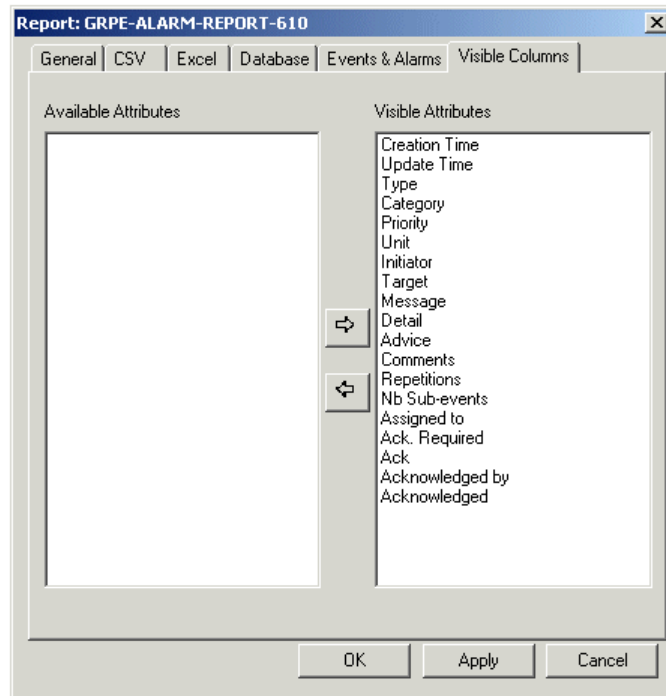 Report: GRPE-ALARM-REPORT-610
General CSV Excel Database Events & Alarms Visible Columns
Available Attributes
Visible Attributes
Creation Time
Update Time
Type
Category
Priority
Unit
Initiator
Target
Message
Detail
Advice
Comments
Repetitions
Nb Sub-events
Assigned to
Ack. Required
Ack
Acknowledged by
Acknowledged
OK Apply Cancel